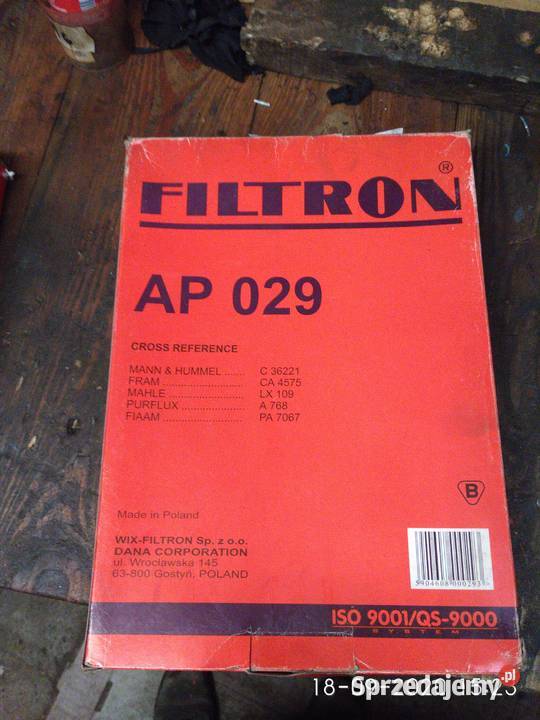 FILTRON®
AP 029
CROSS REFERENCE
MANN & HUMMEL ...... C 36221
FRAM .......................... CA 4575
MAHLE ......................... LX 109
PURFLUX ..................... A 768
FIAAM .......................... PA 7067
B
Made in Poland
WIX-FILTRON Sp. z o.o.
DANA CORPORATION
ul. Wrocławska 145
63-800 Gostyń, POLAND
5904608000293
ISO 9001/QS-9000
SYSTEM
Sprzedajemy.pl